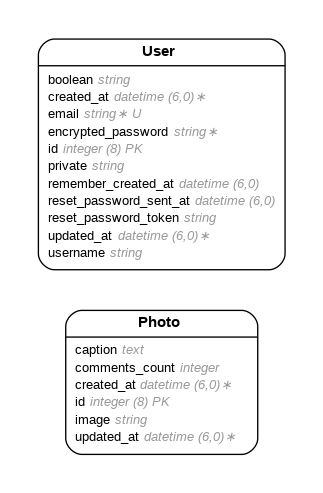 User
boolean string
created_at datetime (6,0)∗
email string∗ U
encrypted_password string∗
id integer (8) PK
private string
remember_created_at datetime (6,0)
reset_password_sent_at datetime (6,0)
reset_password_token string
updated_at datetime (6,0)∗
username string
Photo
caption text
comments_count integer
created_at datetime (6,0)∗
id integer (8) PK
image string
updated_at datetime (6,0)∗